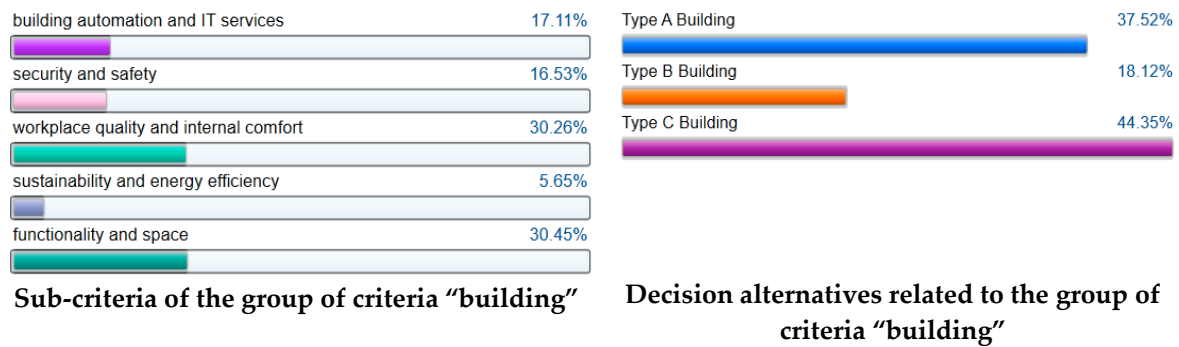 building automation and IT services 17.11%
security and safety 16.53%
workplace quality and internal comfort 30.26%
sustainability and energy efficiency 5.65%
functionality and space 30.45%
Sub-criteria of the group of criteria “building”
Type A Building 37.52%
Type B Building 18.12%
Type C Building 44.35%
Decision alternatives related to the group of
criteria “building”